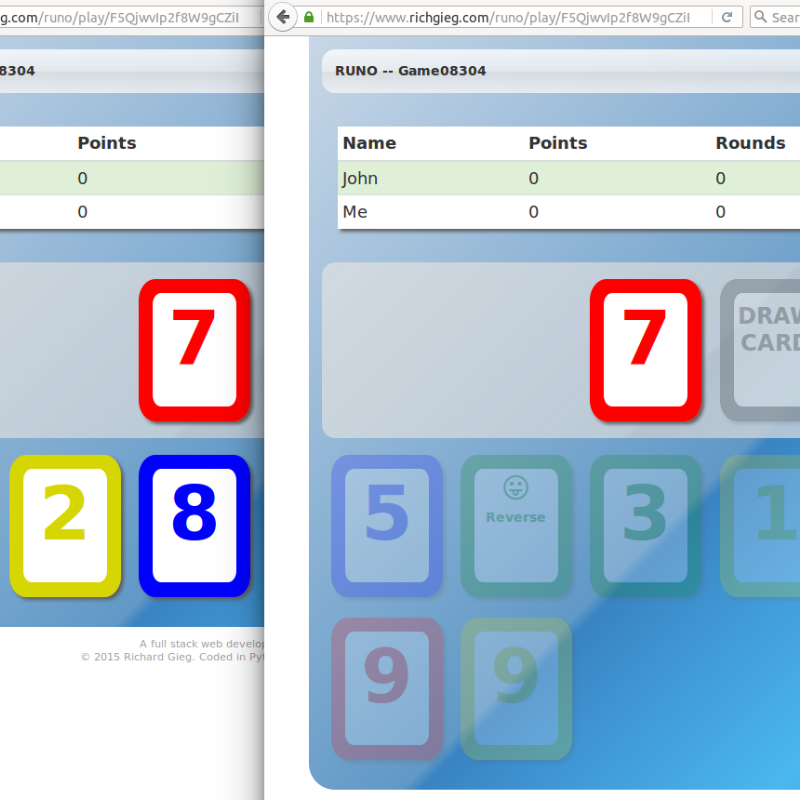 g.com/runo/play/F5QjwvIp2f8W9gCZiI
8304
Points
0
0
7
2 8
A full stack web develop
© 2015 Richard Gieg. Coded in Pyt
https://www.richgieg.com/runo/play/F5QjwvIp2f8W9gCZiI
Sear
RUNO -- Game08304
Name Points Rounds
John 0 0
Me 0 0
7 DRAW
CARD
5 Reverse 3 1
9 9